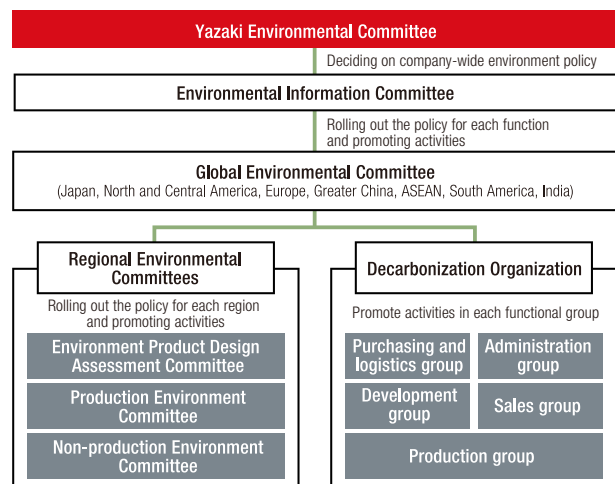 Yazaki Environmental Committee
Deciding on company-wide environment policy
Environmental Information Committee
Rolling out the policy for each function
and promoting activities
Global Environmental Committee
(Japan, North and Central America, Europe, Greater China, ASEAN, South America, India)
Regional Environmental
Committees
Rolling out the policy for each region
and promoting activities
Environment Product Design
Assessment Committee
Production Environment
Committee
Non-production Environment
Committee
Decarbonization Organization
Promote activities in each functional group
Purchasing and
logistics group
Administration
group
Development
group
Sales group
Production group